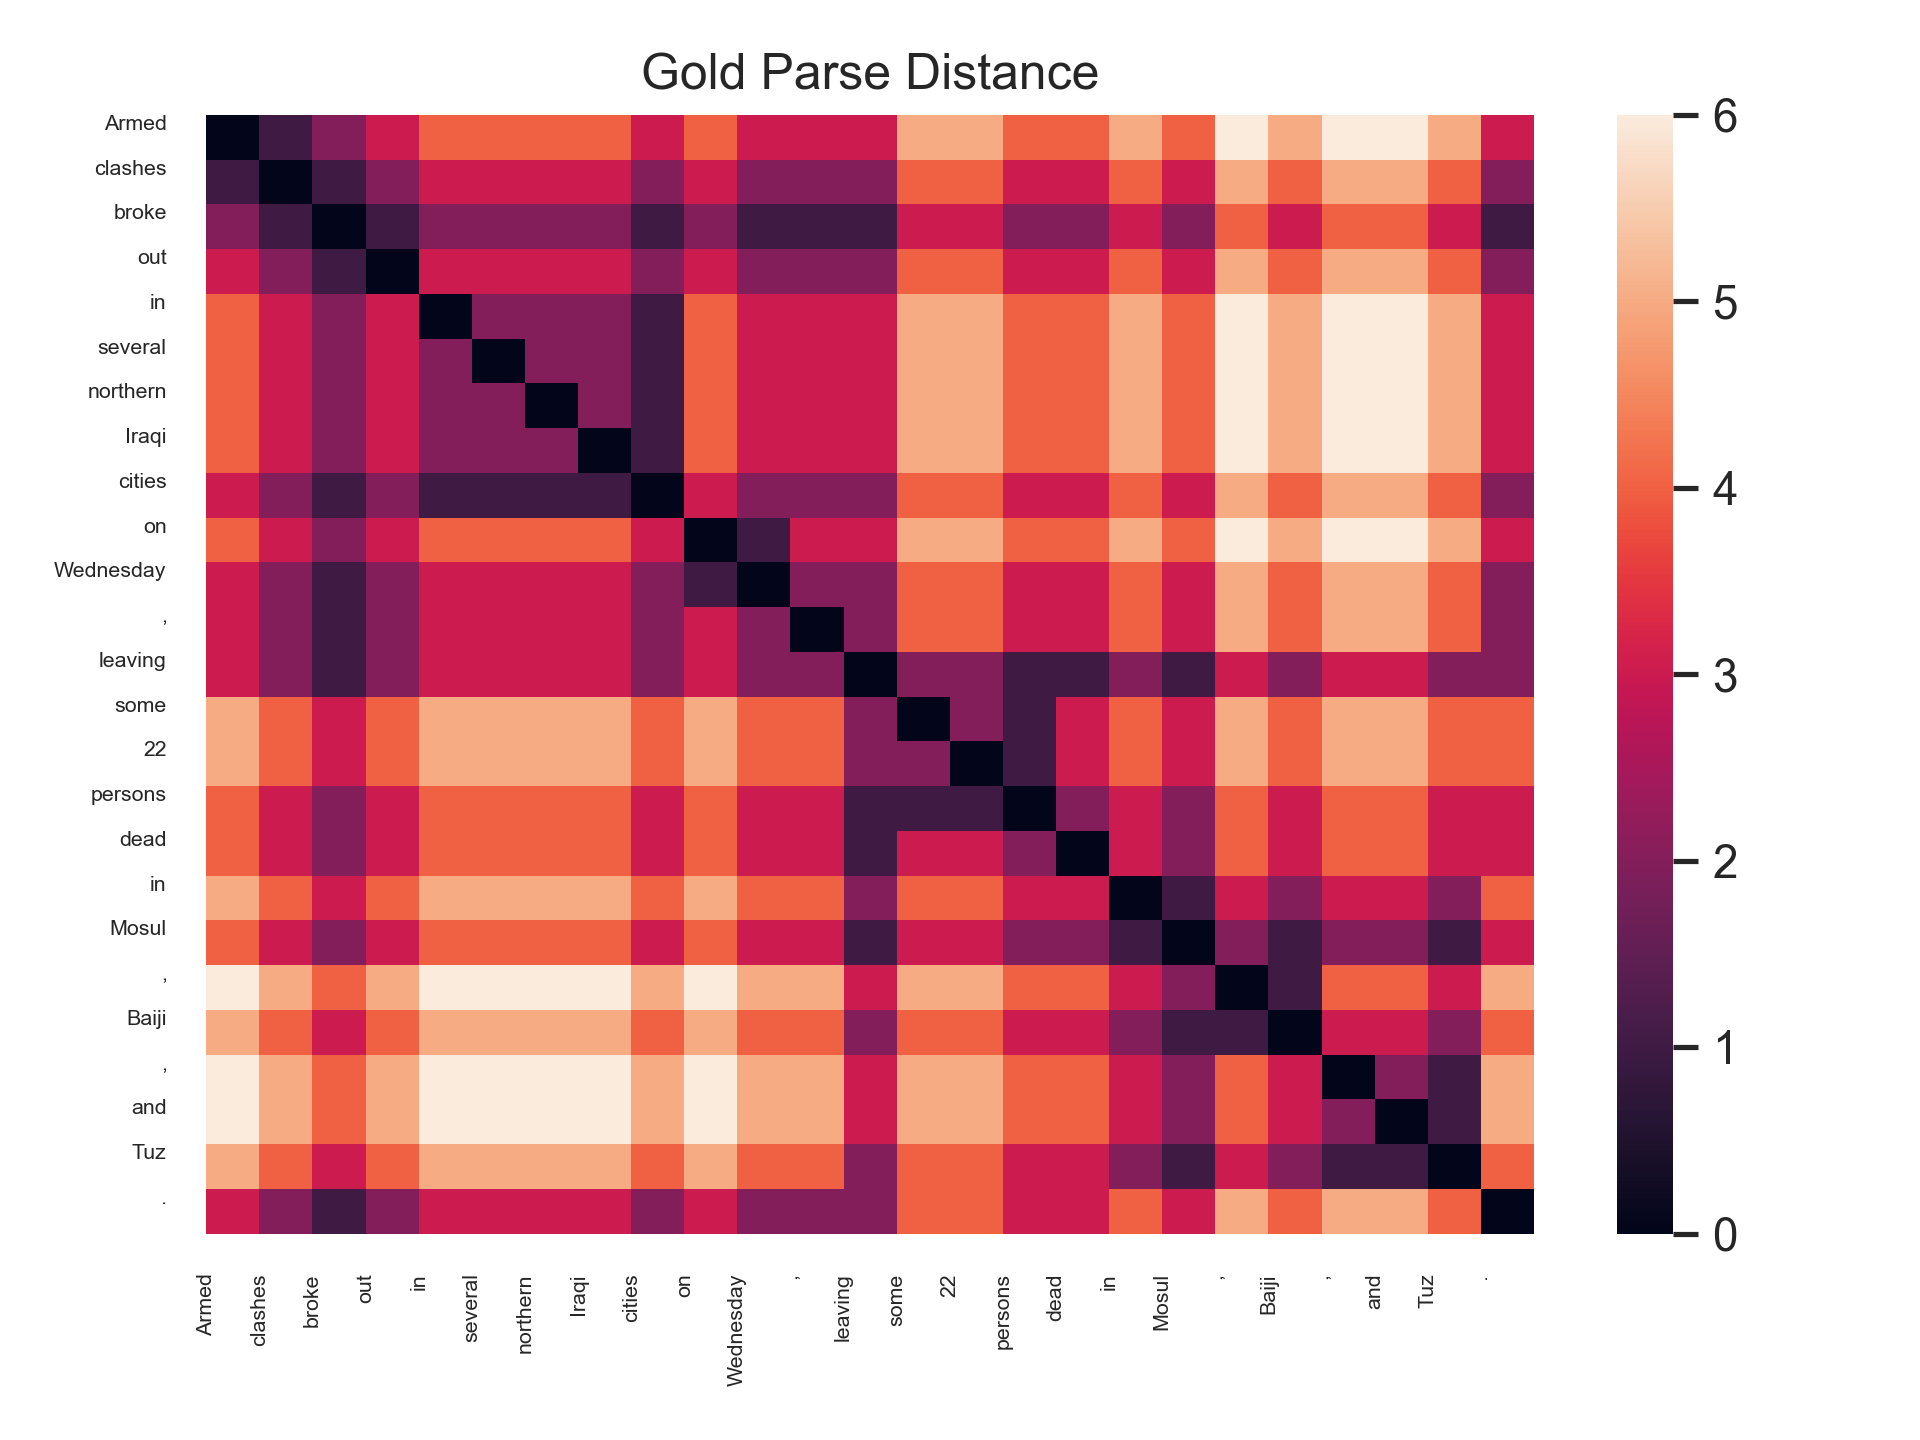 Gold Parse Distance
Armed
clashes
broke
out
in
several
northern
Iraqi
cities
on
Wednesday
,
leaving
some
22
persons
dead
in
Mosul
,
Baiji
,
and
Tuz
.
6
5
4
3
2
1
0
Armed clashes broke out in several northern Iraqi cities on Wednesday , leaving some 22 persons dead in Mosul , Baiji , and Tuz .